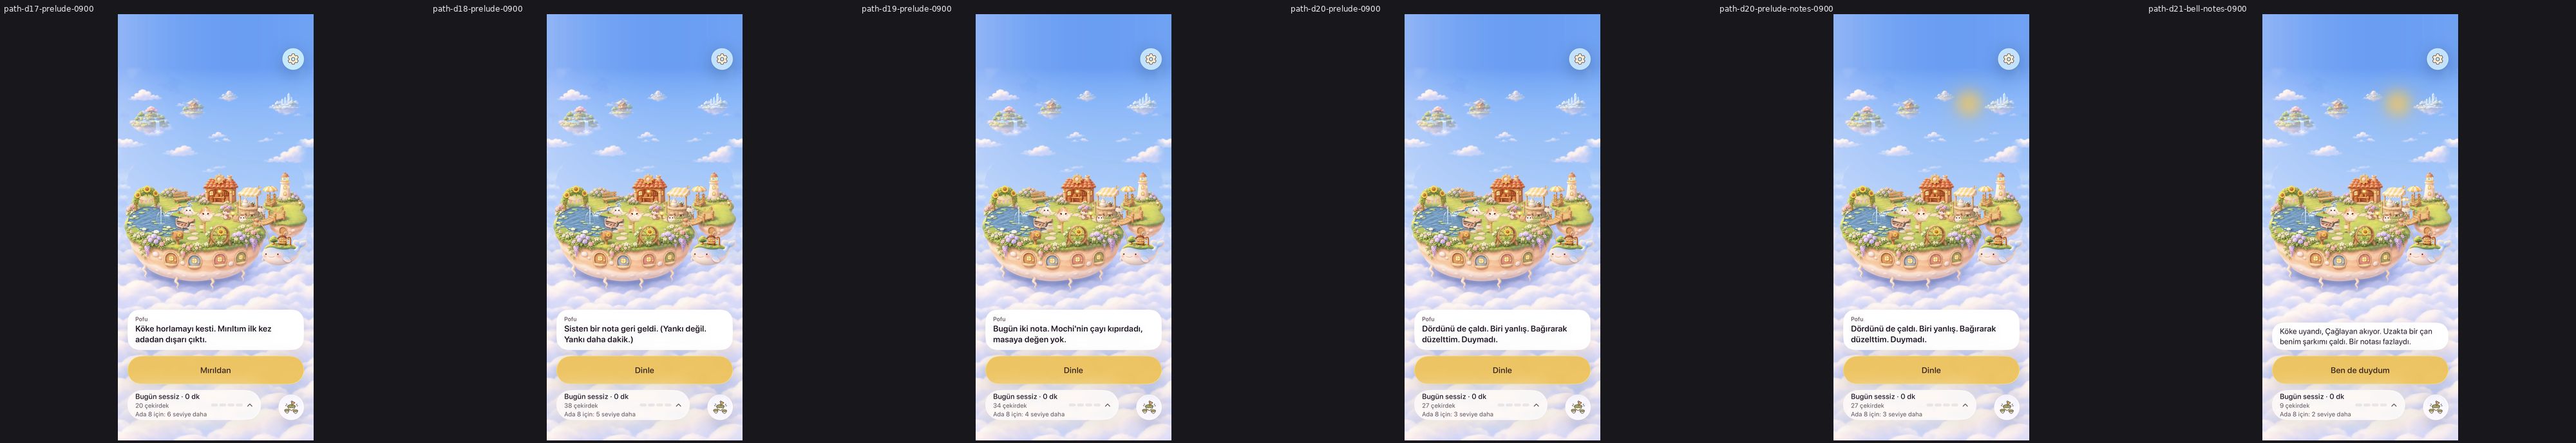 path-d17-prelude-0900
Pofu
Köke horlamayı kesti. Mırıltım ilk kez
adadan dışarı çıktı.
Mırıldan
Bugün sessiz · 0 dk
20 çekirdek
Ada 8 için: 6 seviye daha
path-d18-prelude-0900
Pofu
Sisten bir nota geri geldi. (Yankı değil.
Yankı daha dakik.)
Dinle
Bugün sessiz · 0 dk
38 çekirdek
Ada 8 için: 5 seviye daha
path-d19-prelude-0900
Pofu
Bugün iki nota. Mochi'nin çayı kıpırdadı,
masaya değen yok.
Dinle
Bugün sessiz · 0 dk
34 çekirdek
Ada 8 için: 4 seviye daha
path-d20-prelude-0900
Pofu
Dördünü de çaldı. Biri yanlış. Bağırarak
düzelttim. Duymadı.
Dinle
Bugün sessiz · 0 dk
27 çekirdek
Ada 8 için: 3 seviye daha
path-d20-prelude-notes-0900
Pofu
Dördünü de çaldı. Biri yanlış. Bağırarak
düzelttim. Duymadı.
Dinle
Bugün sessiz · 0 dk
27 çekirdek
Ada 8 için: 3 seviye daha
path-d21-bell-notes-0900
Köke uyandı, Çağlayan akıyor. Uzakta bir çan
benim şarkımı çaldı. Bir notası fazlaydı.
Ben de duydum
Bugün sessiz · 0 dk
9 çekirdek
Ada 8 için: 2 seviye daha